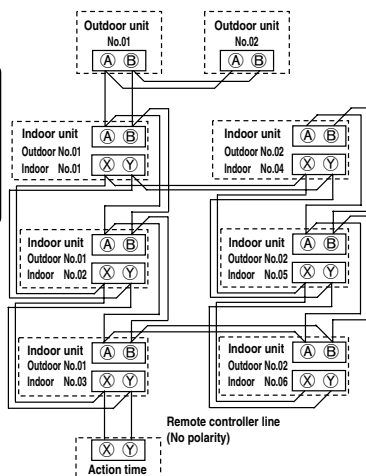 Outdoor unit
No.01
Ⓐ Ⓑ
Outdoor unit
No.02
Ⓐ Ⓑ
Indoor unit
Outdoor No.01
Indoor No.01
Ⓐ Ⓑ
Ⓧ Ⓨ
Indoor unit
Outdoor No.02
Indoor No.04
Ⓐ Ⓑ
Ⓧ Ⓨ
Indoor unit
Outdoor No.01
Indoor No.02
Ⓐ Ⓑ
Ⓧ Ⓨ
Indoor unit
Outdoor No.02
Indoor No.05
Ⓐ Ⓑ
Ⓧ Ⓨ
Indoor unit
Outdoor No.01
Indoor No.03
Ⓐ Ⓑ
Ⓧ Ⓨ
Indoor unit
Outdoor No.02
Indoor No.06
Ⓐ Ⓑ
Ⓧ Ⓨ
Remote controller line
(No polarity)
Ⓧ Ⓨ
Action time